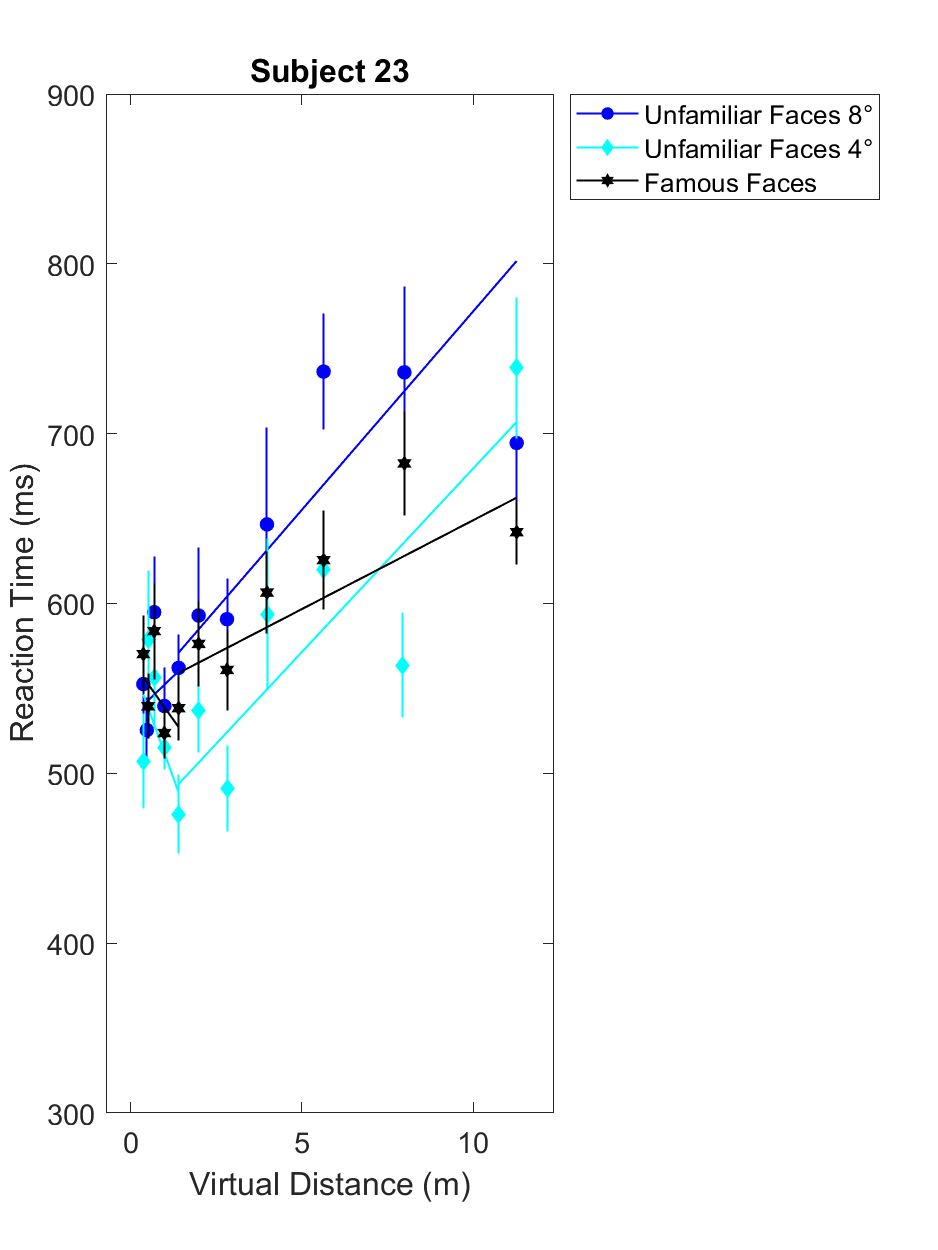 Subject 23
900
800
700
600
500
400
300
0
5
10
Reaction Time (ms)
Virtual Distance (m)
Unfamiliar Faces 8°
Unfamiliar Faces 4°
Famous Faces